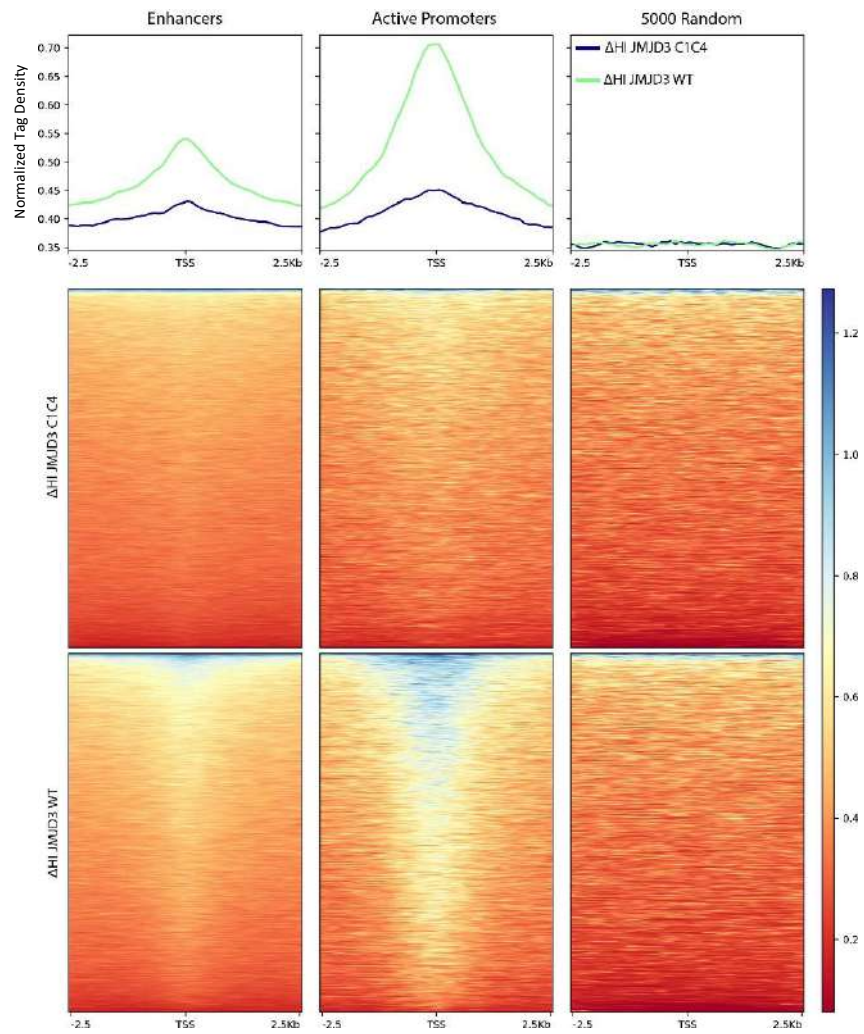 Enhancers Active Promoters 5000 Random
Normalized Tag Density
0.70
0.65
0.60
0.55
0.50
0.45
0.40
0.35
ΔHI JMJD3 C1C4
ΔHI JMJD3 WT
-2.5 TSS 2.5Kb -2.5 TSS 2.5Kb -2.5 TSS 2.5Kb
ΔHI JMJD3 C1C4
ΔHI JMJD3 WT
1.2
1.0
0.8
0.6
0.4
0.2
-2.5 TSS 2.5Kb -2.5 TSS 2.5Kb -2.5 TSS 2.5Kb